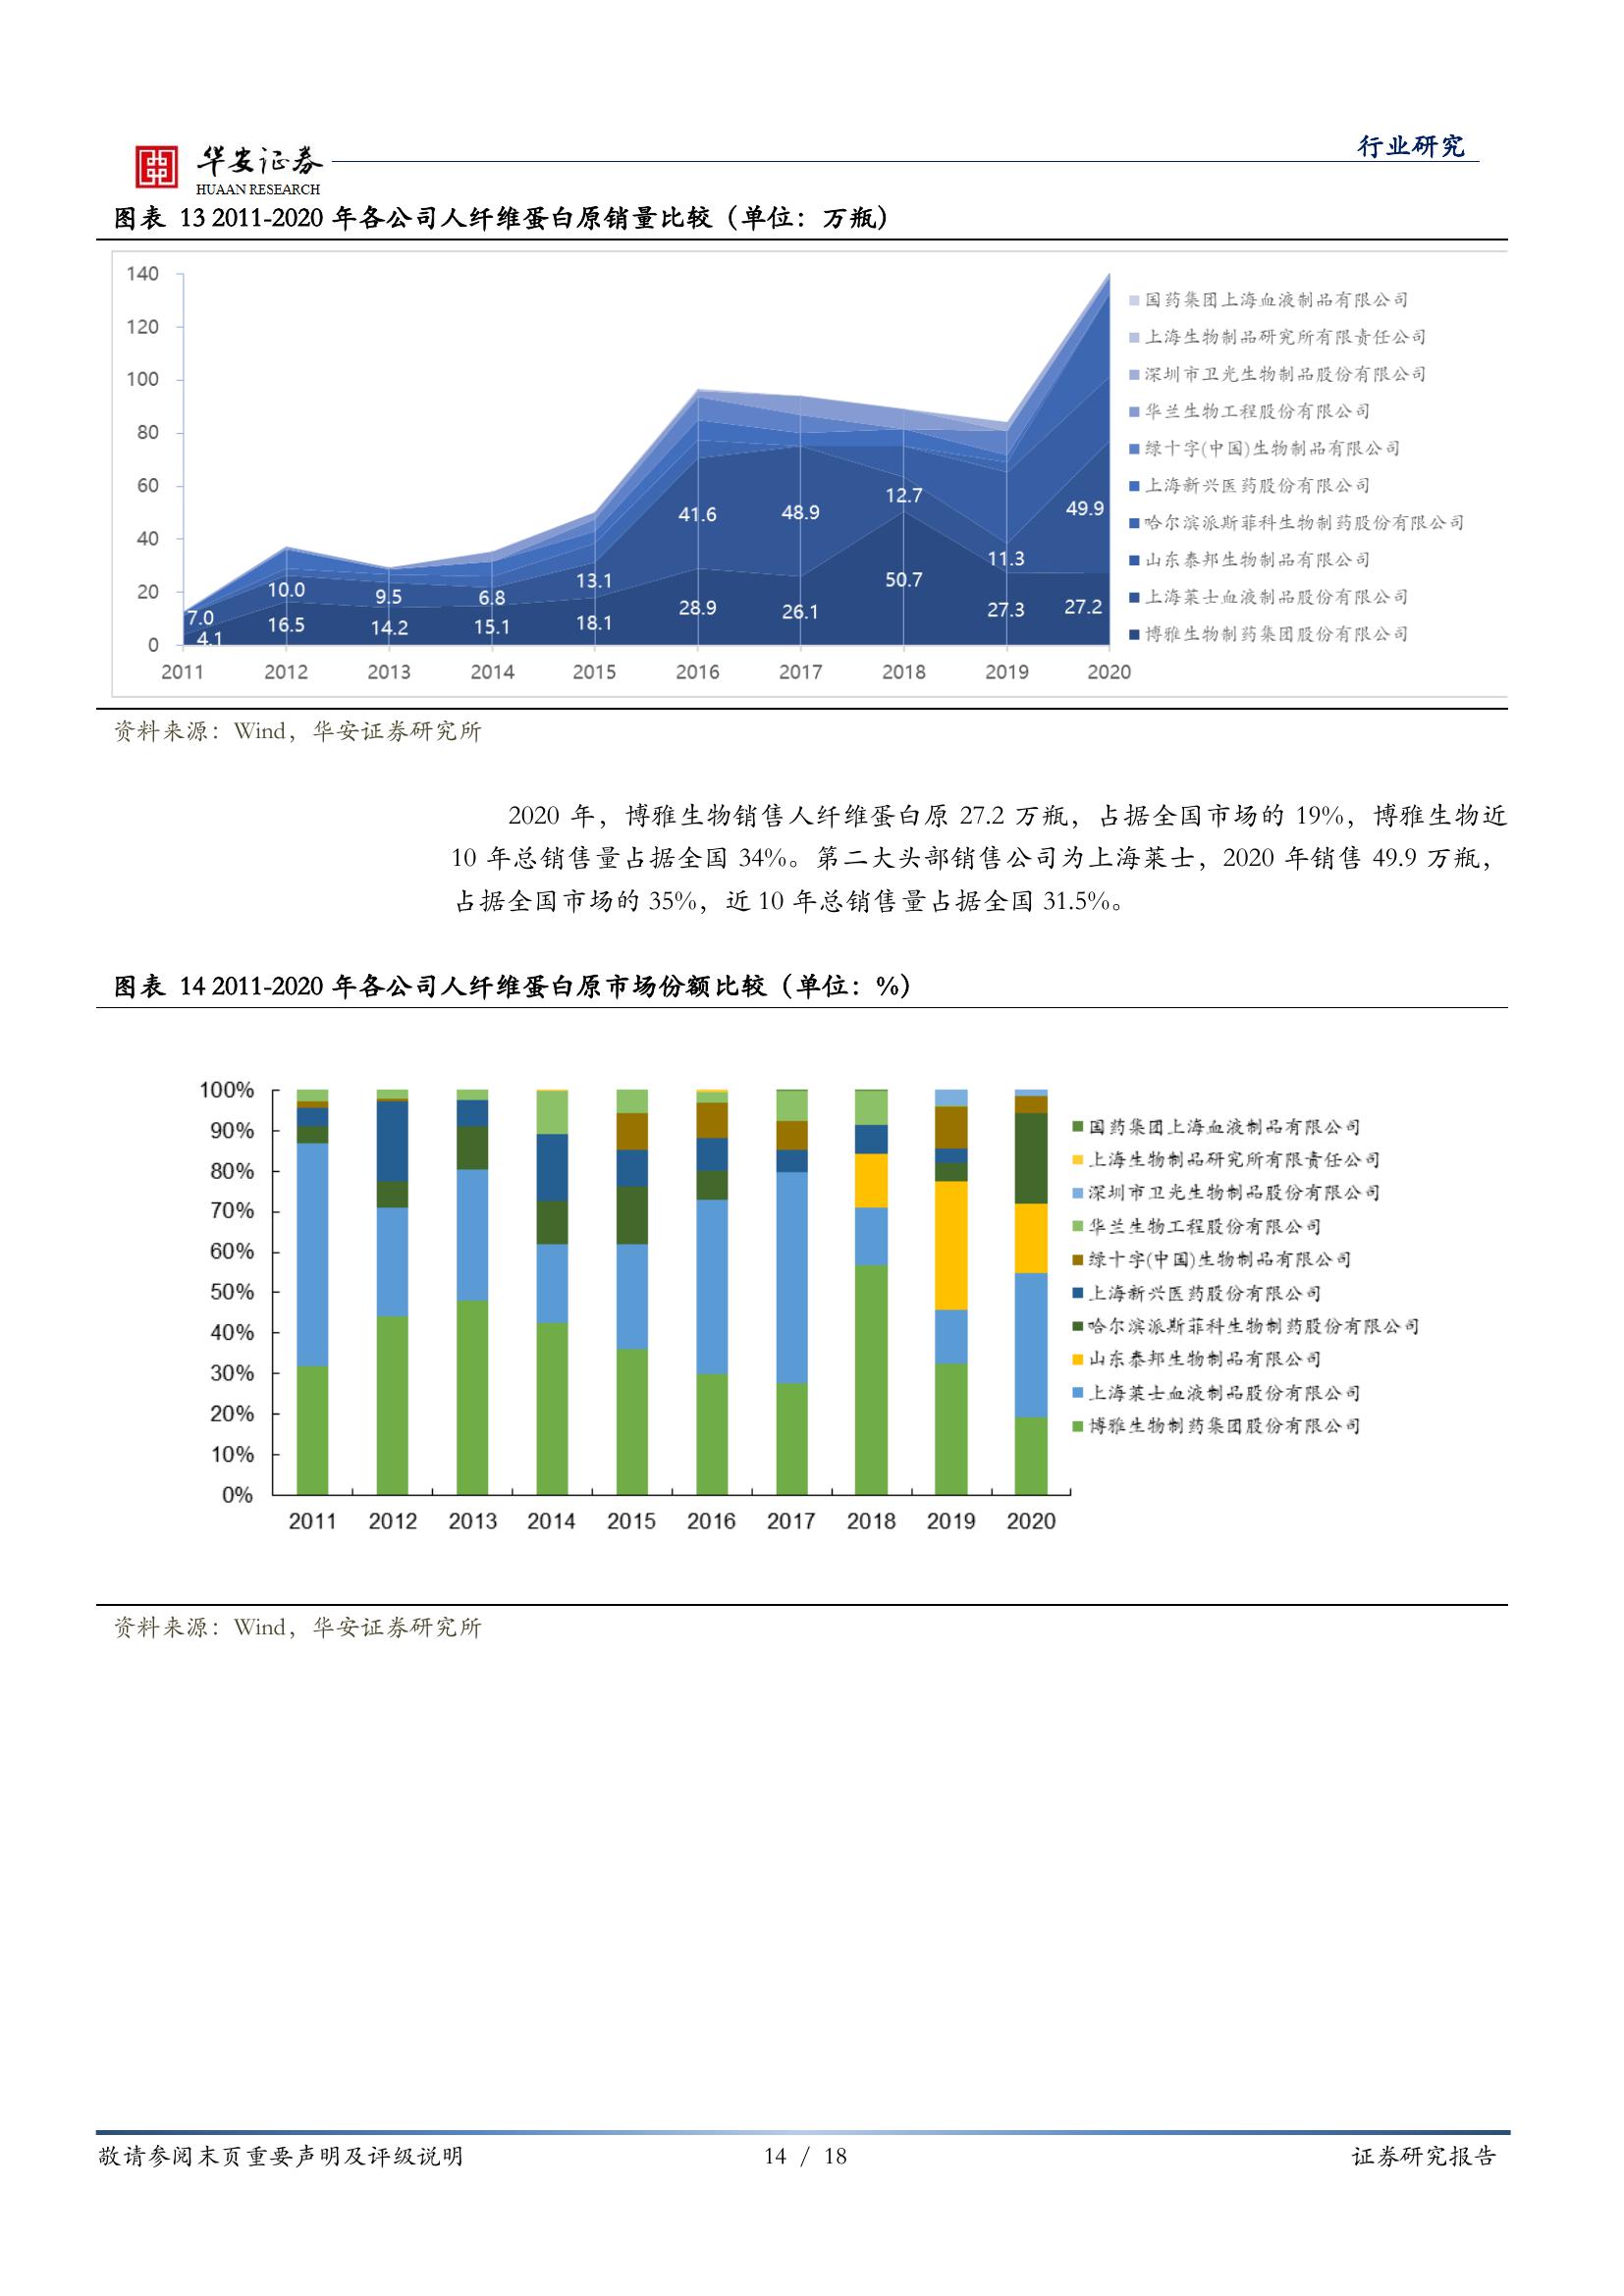 华安证券
HUAAN RESEARCH
行业研究
图表 13 2011-2020 年各公司人纤维蛋白原销量比较（单位：万瓶）
140
120
100
80
60
40
20
0
7.0
4.1
10.0
16.5
9.5
14.2
6.8
15.1
13.1
18.1
41.6
28.9
48.9
26.1
12.7
50.7
11.3
27.3
49.9
27.2
2011 2012 2013 2014 2015 2016 2017 2018 2019 2020
国药集团上海血液制品有限公司
上海生物制品研究所有限责任公司
深圳市卫光生物制品股份有限公司
华兰生物工程股份有限公司
绿十字(中国)生物制品有限公司
上海新兴医药股份有限公司
哈尔滨派斯菲科生物制药股份有限公司
山东泰邦生物制品有限公司
上海莱士血液制品股份有限公司
博雅生物制药集团股份有限公司
资料来源：Wind，华安证券研究所
2020 年，博雅生物销售人纤维蛋白原 27.2 万瓶，占据全国市场的 19%，博雅生物近
10 年总销售量占据全国 34%。第二大头部销售公司为上海莱士，2020 年销售 49.9 万瓶，
占据全国市场的 35%，近 10 年总销售量占据全国 31.5%。
图表 14 2011-2020 年各公司人纤维蛋白原市场份额比较（单位：%）
100%
90%
80%
70%
60%
50%
40%
30%
20%
10%
0%
2011 2012 2013 2014 2015 2016 2017 2018 2019 2020
国药集团上海血液制品有限公司
上海生物制品研究所有限责任公司
深圳市卫光生物制品股份有限公司
华兰生物工程股份有限公司
绿十字(中国)生物制品有限公司
上海新兴医药股份有限公司
哈尔滨派斯菲科生物制药股份有限公司
山东泰邦生物制品有限公司
上海莱士血液制品股份有限公司
博雅生物制药集团股份有限公司
资料来源：Wind，华安证券研究所
敬请参阅末页重要声明及评级说明
14 / 18
证券研究报告